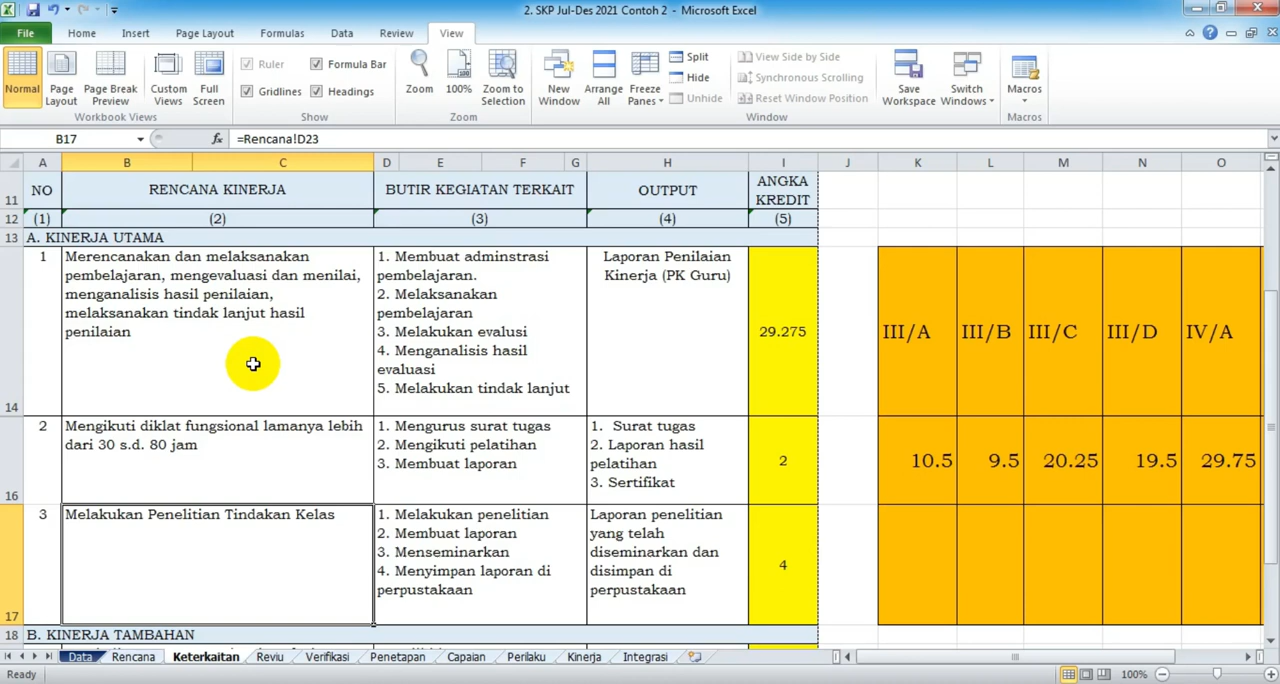 2. SKP Jul-Des 2021 Contoh 2 - Microsoft Excel
File Home Insert Page Layout Formulas Data Review View
Normal Page Layout Page Break Preview Custom Views Full Screen
Workbook Views
Ruler Formula Bar
Gridlines Headings
Show
Zoom 100% Zoom to Selection
Zoom
New Window Arrange All Freeze Panes
Split
Hide
Unhide
View Side by Side
Synchronous Scrolling
Reset Window Position
Window
Save Workspace Switch Windows
Macros
Macros
B17 fx =Rencana!D23
A B C D E F G H I J K L M N O
11 NO RENCANA KINERJA BUTIR KEGIATAN TERKAIT OUTPUT ANGKA KREDIT
12 (1) (2) (3) (4) (5)
13 A. KINERJA UTAMA
14
1
Merencanakan dan melaksanakan
pembelajaran, mengevaluasi dan menilai,
menganalisis hasil penilaian,
melaksanakan tindak lanjut hasil
penilaian
1. Membuat adminstrasi
pembelajaran.
2. Melaksanakan
pembelajaran
3. Melakukan evalusi
4. Menganalisis hasil
evaluasi
5. Melakukan tindak lanjut
Laporan Penilaian
Kinerja (PK Guru)
29.275
III/A III/B III/C III/D IV/A
16
2
Mengikuti diklat fungsional lamanya lebih
dari 30 s.d. 80 jam
1. Mengurus surat tugas
2. Mengikuti pelatihan
3. Membuat laporan
1. Surat tugas
2. Laporan hasil
pelatihan
3. Sertifikat
2
10.5 9.5 20.25 19.5 29.75
17
3
Melakukan Penelitian Tindakan Kelas
1. Melakukan penelitian
2. Membuat laporan
3. Menseminarkan
4. Menyimpan laporan di
perpustakaan
Laporan penelitian
yang telah
diseminarkan dan
disimpan di
perpustakaan
4
18 B. KINERJA TAMBAHAN
Data Rencana Keterkaitan Reviu Verifikasi Penetapan Capaian Perilaku Kinerja Integrasi
Ready 100%